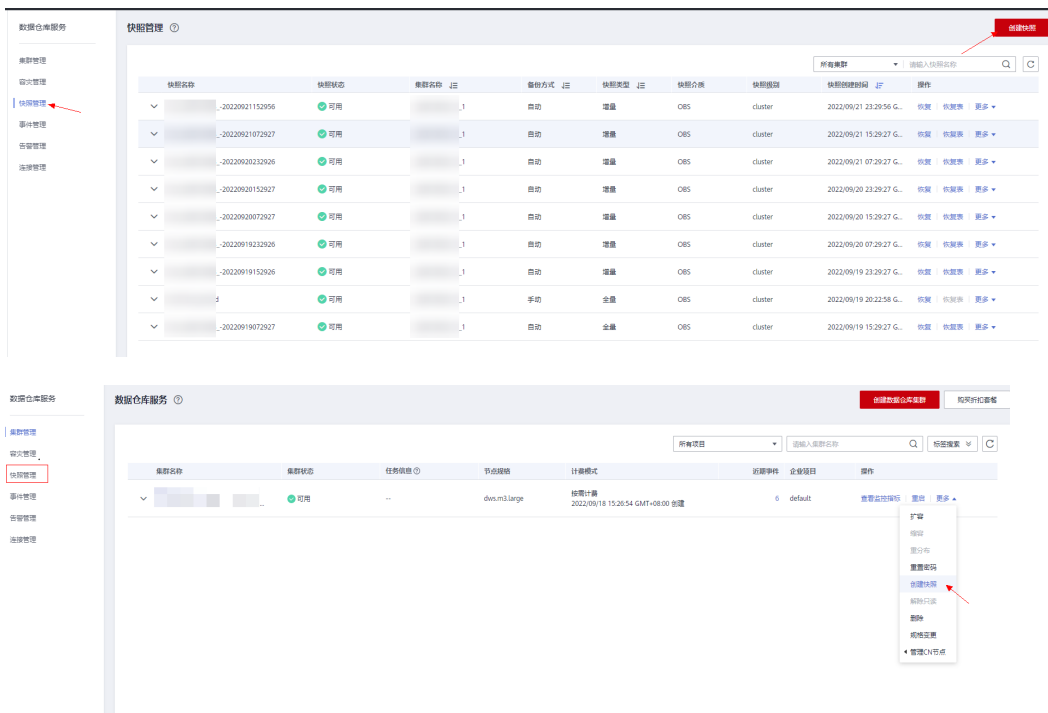 数据仓库服务
集群管理
容灾管理
快照管理
事件管理
告警管理
连接管理
快照管理
创建快照
所有集群 请输入快照名称
快照名称 快照状态 集群名称 备份方式 快照类型 快照介质 快照级别 快照创建时间 操作
_-20220921152956 可用 _1 自动 增量 OBS cluster 2022/09/21 23:29:56 G... 恢复 恢复表 更多
_-20220921072927 可用 _1 自动 增量 OBS cluster 2022/09/21 15:29:27 G... 恢复 恢复表 更多
_-20220920232926 可用 _1 自动 增量 OBS cluster 2022/09/21 07:29:27 G... 恢复 恢复表 更多
_-20220920152927 可用 _1 自动 增量 OBS cluster 2022/09/20 23:29:27 G... 恢复 恢复表 更多
_-20220920072927 可用 _1 自动 增量 OBS cluster 2022/09/20 15:29:27 G... 恢复 恢复表 更多
_-20220919232926 可用 _1 自动 增量 OBS cluster 2022/09/20 07:29:27 G... 恢复 恢复表 更多
_-20220919152926 可用 _1 自动 增量 OBS cluster 2022/09/19 23:29:27 G... 恢复 恢复表 更多
d 可用 _1 手动 全量 OBS cluster 2022/09/19 20:22:58 G... 恢复 恢复表 更多
_-20220919072927 可用 _1 自动 全量 OBS cluster 2022/09/19 15:29:27 G... 恢复 恢复表 更多
数据仓库服务
集群管理
容灾管理
快照管理
事件管理
告警管理
连接管理
数据仓库服务
创建数据仓库集群 购买折扣套餐
所有项目 请输入集群名称 标签搜索
集群名称 集群状态 任务信息 节点规格 计费模式 近期事件 企业项目 操作
可用 -- dws.m3.large 按需计费 6 default 查看监控指标 重启 更多
2022/09/18 15:26:54 GMT+08:00 创建
扩容
缩容
重分布
重置密码
创建快照
解除只读
删除
规格变更
管理CN节点